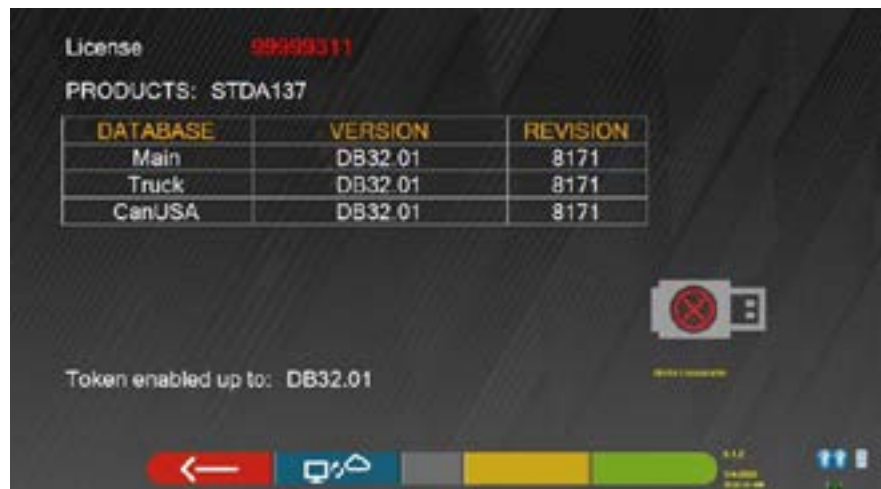 License 99999311
PRODUCTS: STDA137
DATABASE VERSION REVISION
Main DB32.01 8171
Truck DB32.01 8171
CanUSA DB32.01 8171
Token enabled up to: DB32.01